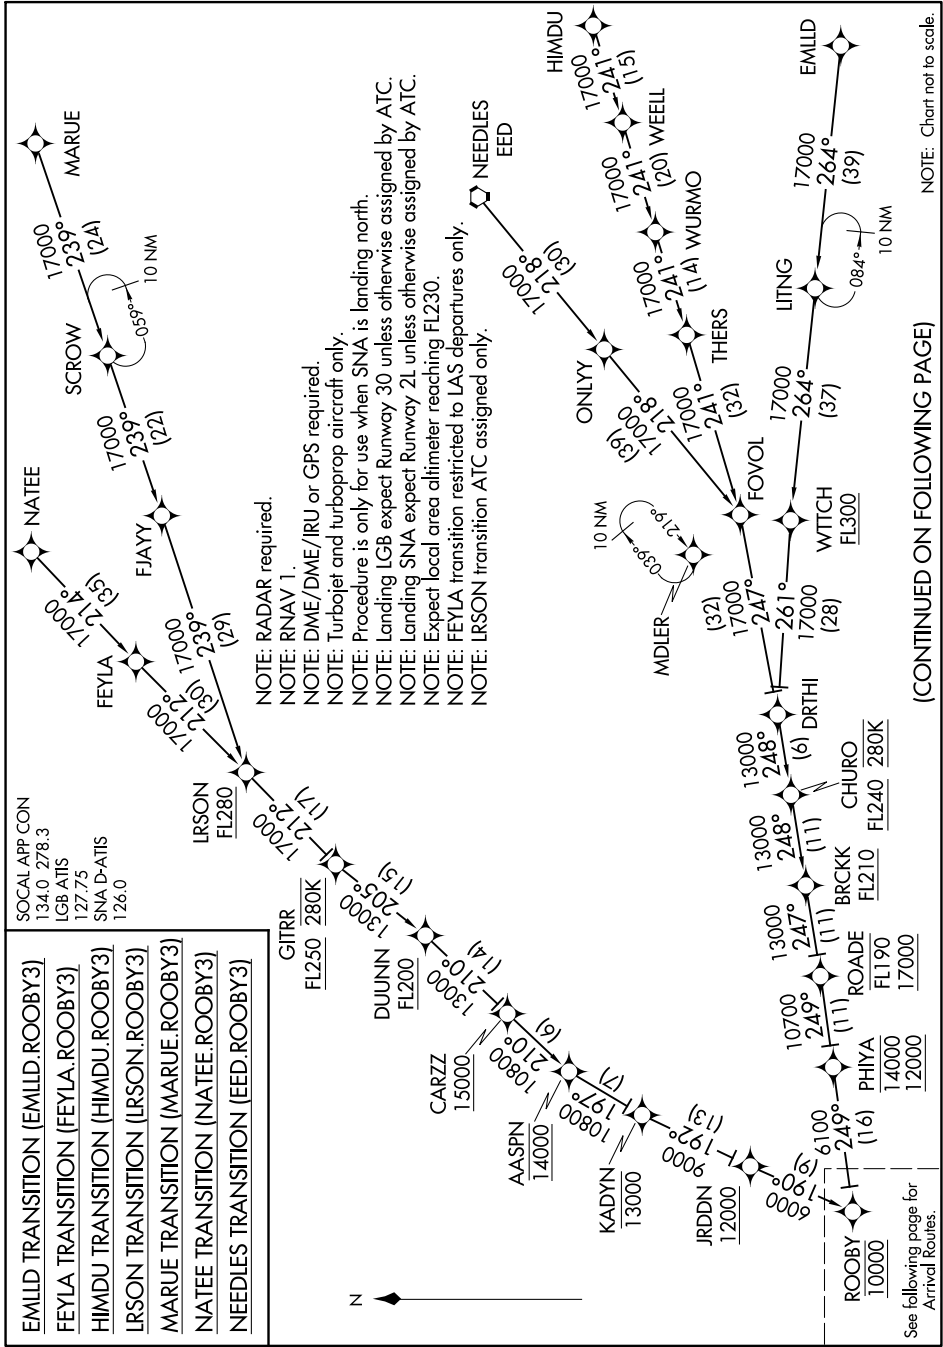 EMLLD TRANSITION (EMLLD.ROOBY3)
FEYLA TRANSITION (FEYLA.ROOBY3)
HIMDU TRANSITION (HIMDU.ROOBY3)
LRSON TRANSITION (LRSON.ROOBY3)
MARUE TRANSITION (MARUE.ROOBY3)
NATEE TRANSITION (NATEE.ROOBY3)
NEEDLES TRANSITION (EED.ROOBY3)
SOCAL APP CON
134.0 278.3
LGB ATIS
127.75
SNA D-ATIS
126.0
NATEE
17000
214°
(35)
FEYLA
17000
212°
(30)
MARUE
17000
239°
(24)
SCROW
059°
10 NM
17000
239°
(22)
FJAYY
17000
239°
(29)
LRSON
FL280
17000
212°
(17)
GITRR
FL250 280K
13000
205°
(15)
DUUNN
FL200
13000
210°
(14)
CARZZ
15000
10800
210°
(6)
AASPN
14000
10800
197°
(7)
KADYN
13000
9000
192°
(13)
JRDDN
12000
6000
190°
(9)
ROOBY
10000
See following page for
Arrival Routes.
N
NOTE: RADAR required.
NOTE: RNAV 1.
NOTE: DME/DME/IRU or GPS required.
NOTE: Turbojet and turboprop aircraft only.
NOTE: Procedure is only for use when SNA is landing north.
NOTE: Landing LGB expect Runway 30 unless otherwise assigned by ATC.
NOTE: Landing SNA expect Runway 2L unless otherwise assigned by ATC.
NOTE: Expect local area altimeter reaching FL230.
NOTE: FEYLA transition restricted to LAS departures only.
NOTE: LRSON transition ATC assigned only.
NEEDLES
EED
17000
218°
(30)
ONLYY
17000
218°
(39)
HIMDU
17000
241°
(15)
WEELL
17000
241°
(20)
WURMO
17000
241°
(14)
THERS
17000
241°
(32)
FOVOL
MDLER
10 NM
039°
219°
(32)
17000
247°
EMLLD
17000
264°
(39)
LITNG
084°
10 NM
17000
264°
(37)
WTTCH
FL300
261°
17000
(28)
DRTHI
13000
248°
(6)
CHURO
FL240 280K
13000
248°
(11)
BRCKK
FL210
13000
247°
(11)
ROADE
FL190
17000
10700
249°
(11)
PHIYA
14000
12000
6100
249°
(16)
NOTE: Chart not to scale.
(CONTINUED ON FOLLOWING PAGE)